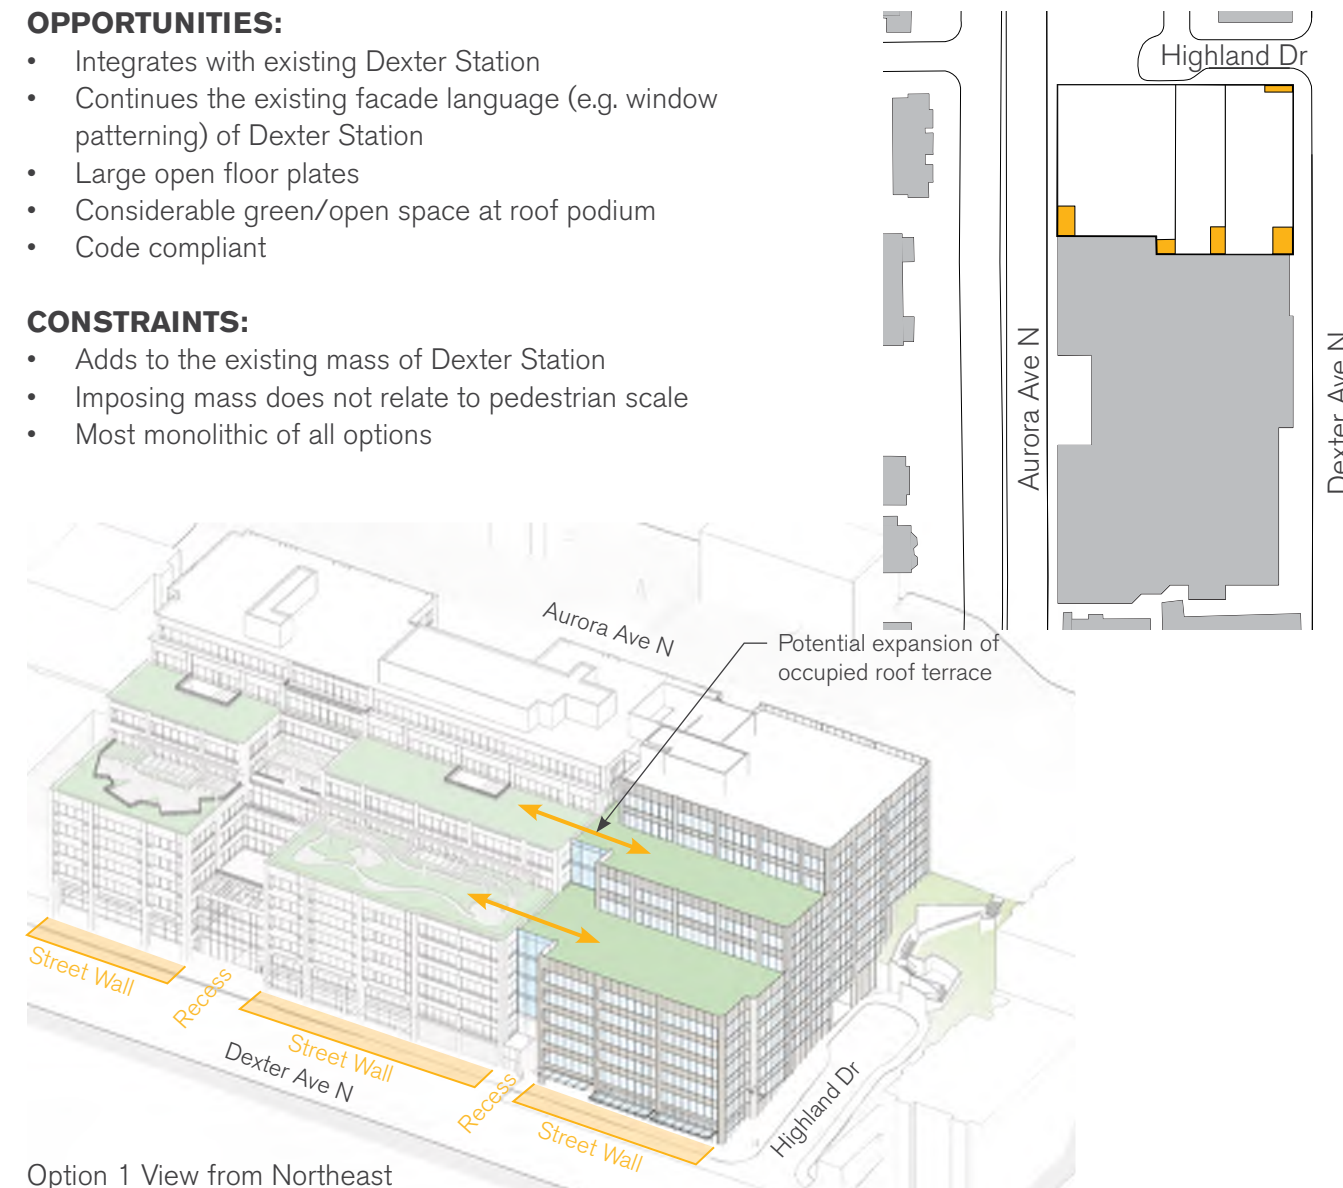 OPPORTUNITIES:
• Integrates with existing Dexter Station
• Continues the existing facade language (e.g. window
patterning) of Dexter Station
• Large open floor plates
• Considerable green/open space at roof podium
• Code compliant
CONSTRAINTS:
• Adds to the existing mass of Dexter Station
• Imposing mass does not relate to pedestrian scale
• Most monolithic of all options
Highland Dr
Aurora Ave N
Dexter Ave N
Aurora Ave N
Potential expansion of
occupied roof terrace
Street Wall
Recess
Street Wall
Dexter Ave N
Recess
Street Wall
Highland Dr
Option 1 View from Northeast